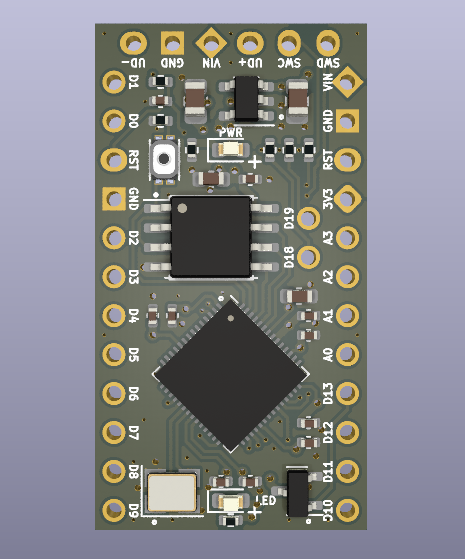 UD- GND VIN UD+ SWC SWD
D1
VIN
D0
GND
PWR
RST
RST
GND
3V3
D19
D2
A3
D18
D3
A2
D4
A1
D5
A0
D6
D13
D7
D12
D8
D11
LED
D9
D10